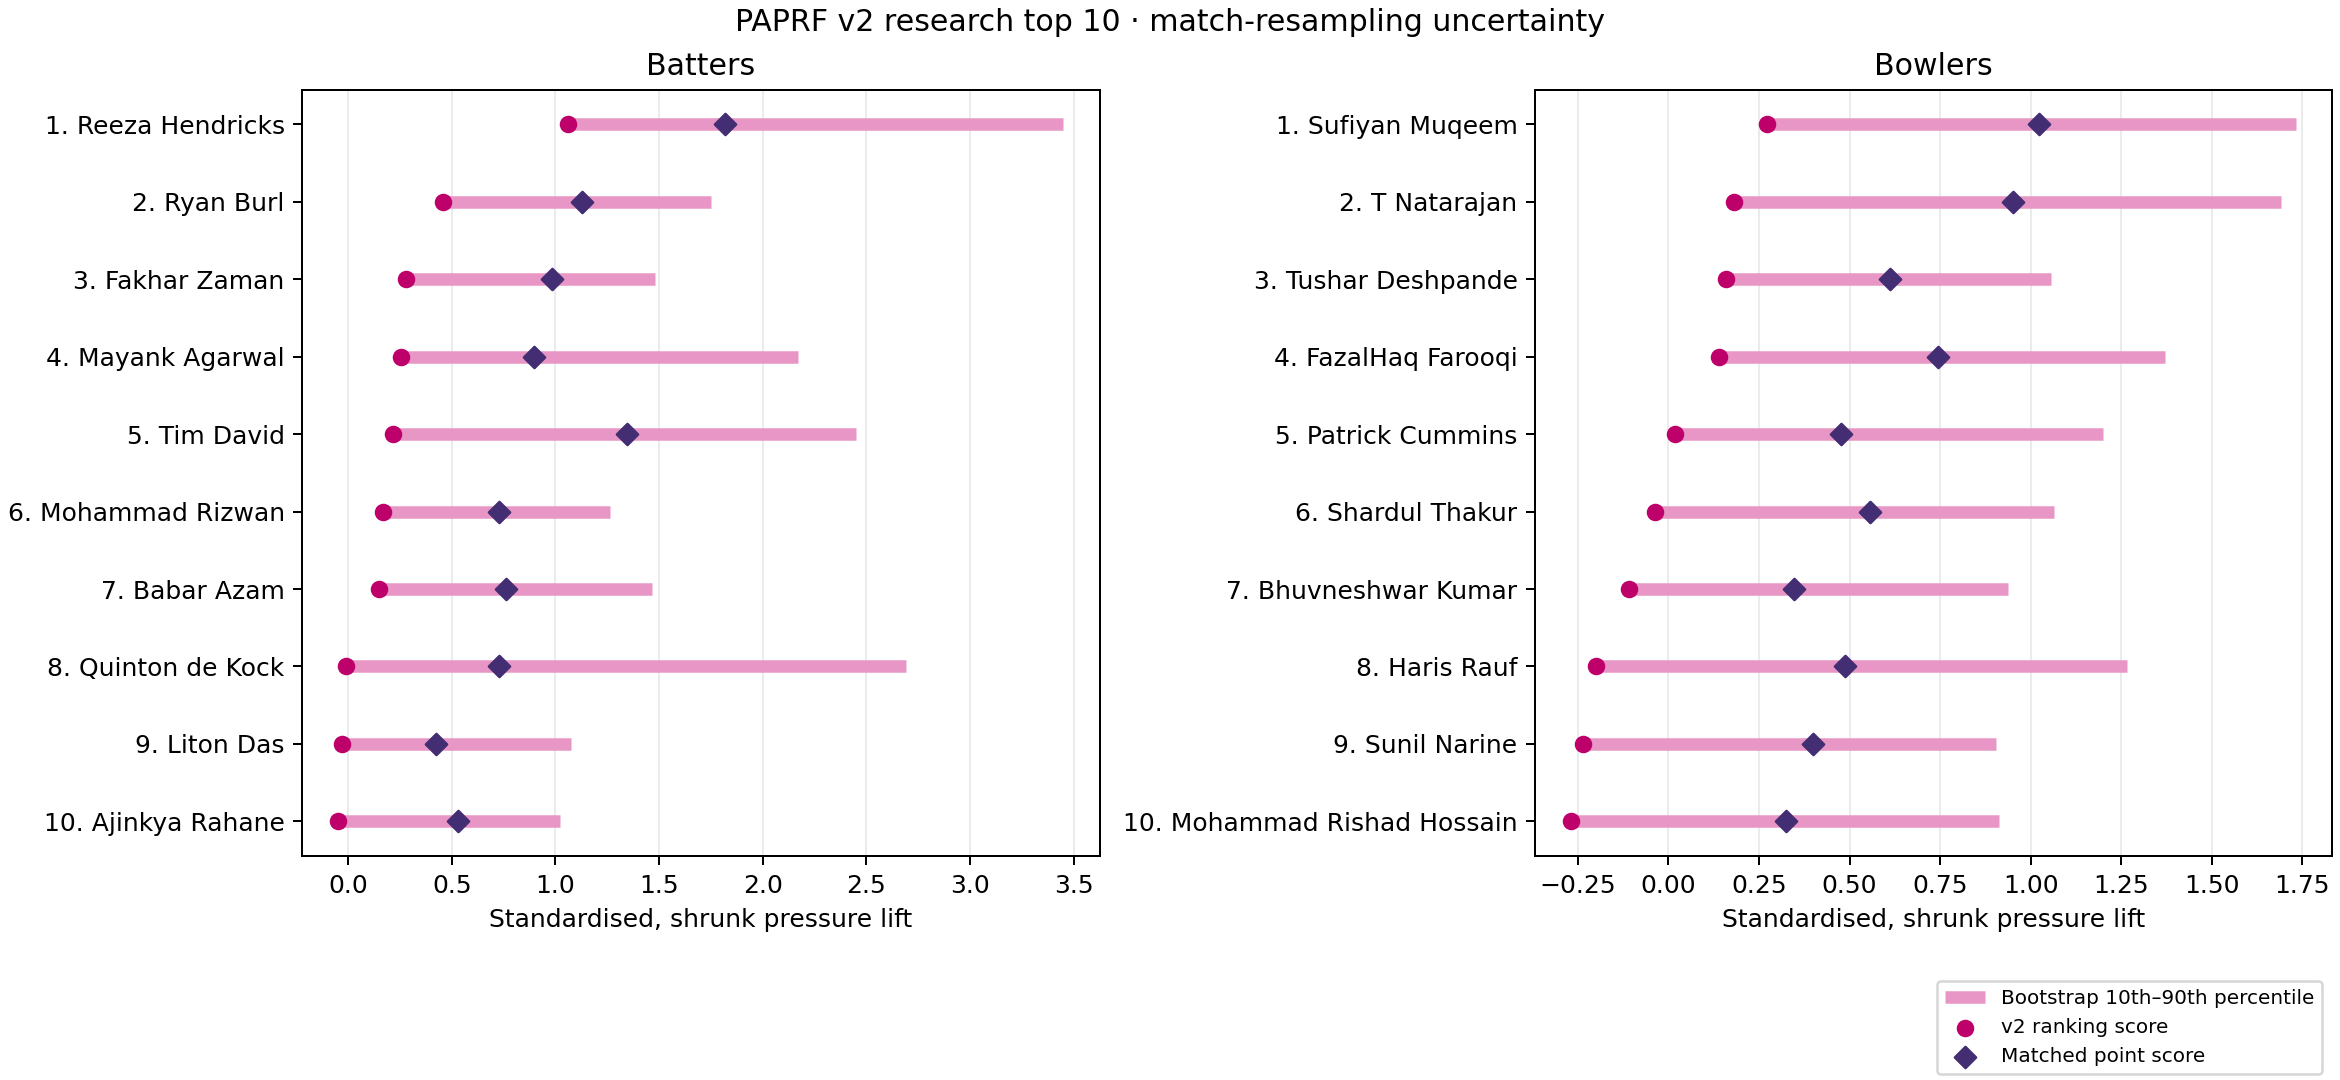 PAPRF v2 research top 10 · match-resampling uncertainty
Batters
1. Reeza Hendricks
2. Ryan Burl
3. Fakhar Zaman
4. Mayank Agarwal
5. Tim David
6. Mohammad Rizwan
7. Babar Azam
8. Quinton de Kock
9. Liton Das
10. Ajinkya Rahane
0.0 0.5 1.0 1.5 2.0 2.5 3.0 3.5
Standardised, shrunk pressure lift
Bowlers
1. Sufiyan Muqeem
2. T Natarajan
3. Tushar Deshpande
4. FazalHaq Farooqi
5. Patrick Cummins
6. Shardul Thakur
7. Bhuvneshwar Kumar
8. Haris Rauf
9. Sunil Narine
10. Mohammad Rishad Hossain
−0.25 0.00 0.25 0.50 0.75 1.00 1.25 1.50 1.75
Standardised, shrunk pressure lift
Bootstrap 10th–90th percentile
v2 ranking score
Matched point score